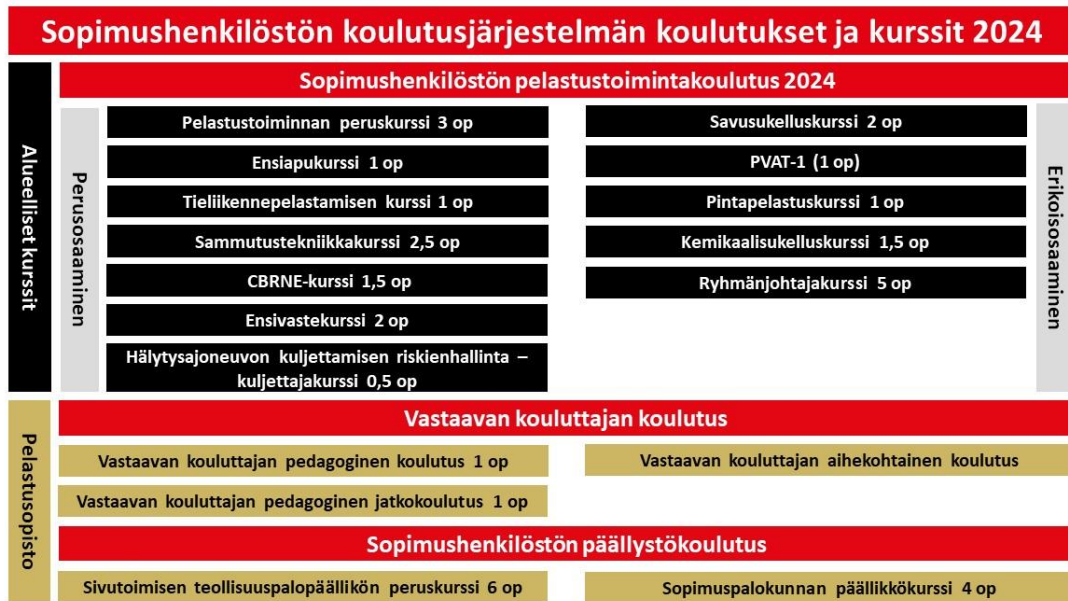 Sopimushenkilöstön koulutusjärjestelmän koulutukset ja kurssit 2024
Alueelliset kurssit
Sopimushenkilöstön pelastustoimintakoulutus 2024
Perusosaaminen
Pelastustoiminnan peruskurssi 3 op
Ensiapukurssi 1 op
Tieliikennepelastamisen kurssi 1 op
Sammutustekniikkakurssi 2,5 op
CBRNE-kurssi 1,5 op
Ensivastekurssi 2 op
Hälytysajoneuvon kuljettamisen riskienhallinta –
kuljettajakurssi 0,5 op
Savusukelluskurssi 2 op
PVAT-1 (1 op)
Pintapelastuskurssi 1 op
Kemikaalisukelluskurssi 1,5 op
Ryhmänjohtajakurssi 5 op
Erikoisosaaminen
Pelastusopisto
Vastaavan kouluttajan koulutus
Vastaavan kouluttajan pedagoginen koulutus 1 op
Vastaavan kouluttajan pedagoginen jatkokoulutus 1 op
Vastaavan kouluttajan aihekohtainen koulutus
Sopimushenkilöstön päällystökoulutus
Sivutoimisen teollisuuspalopäällikön peruskurssi 6 op
Sopimuspalokunnan päällikkökurssi 4 op